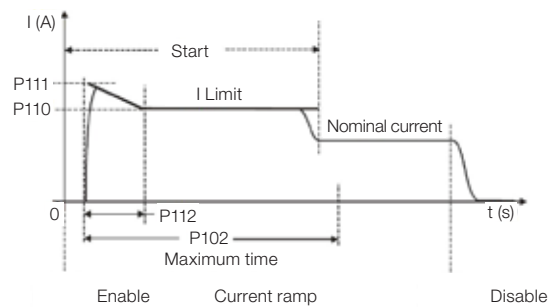 I (A)
Start
P111
I Limit
P110
Nominal current
0
P112
t (s)
P102
Maximum time
Enable Current ramp Disable